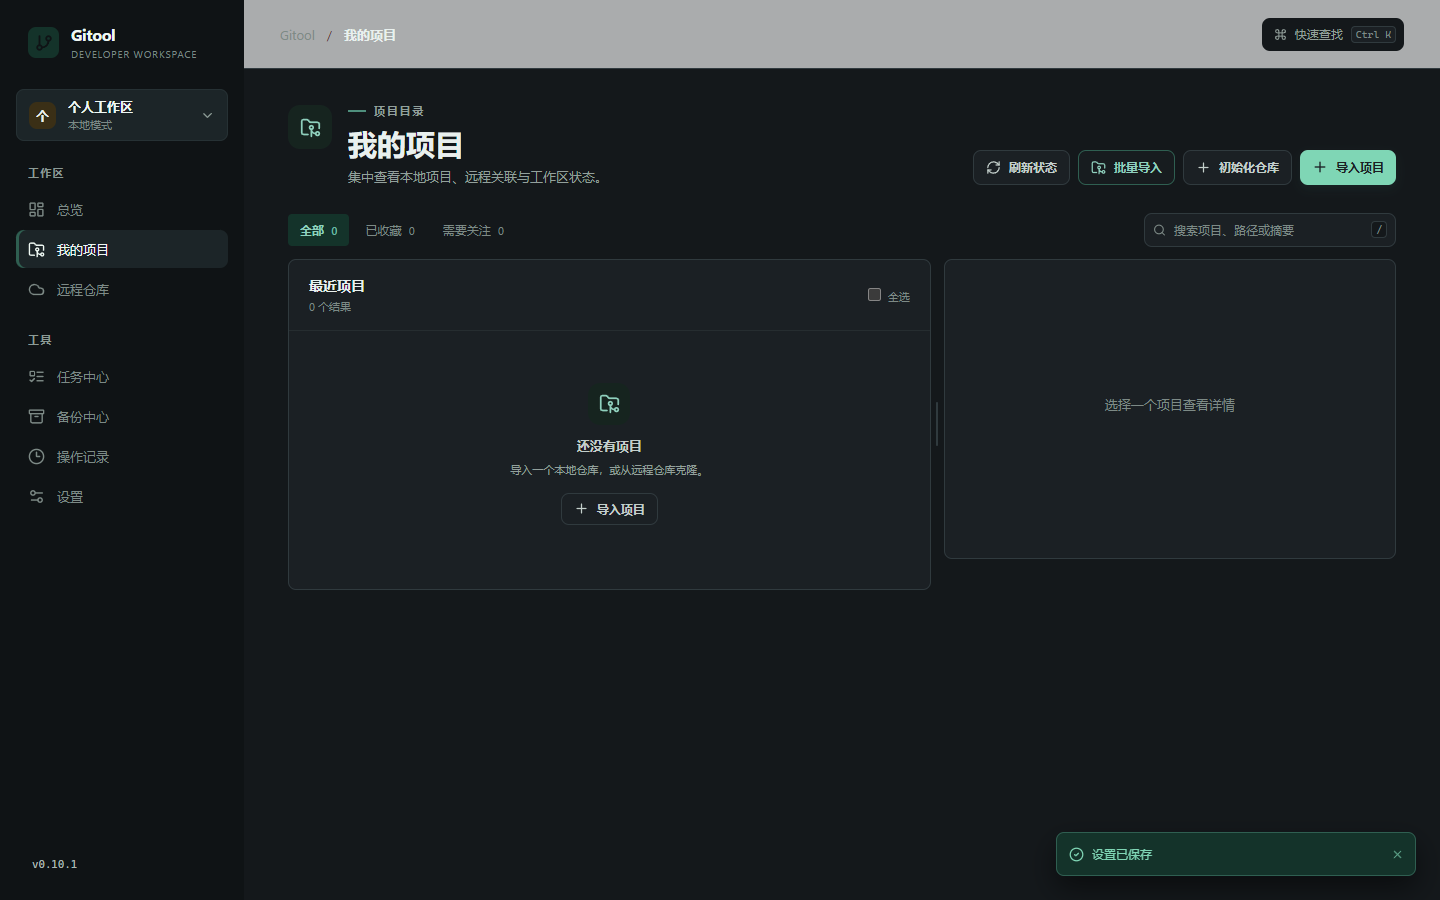 Gitool
DEVELOPER WORKSPACE
个
个人工作区
本地模式
工作区
总览
我的项目
远程仓库
工具
任务中心
备份中心
操作记录
设置
v0.10.1
Gitool / 我的项目
⌘ 快速查找 Ctrl K
项目目录
我的项目
集中查看本地项目、远程关联与工作区状态。
刷新状态
批量导入
初始化仓库
导入项目
全部 0
已收藏 0
需要关注 0
搜索项目、路径或摘要 /
最近项目
0 个结果
全选
还没有项目
导入一个本地仓库，或从远程仓库克隆。
导入项目
选择一个项目查看详情
设置已保存